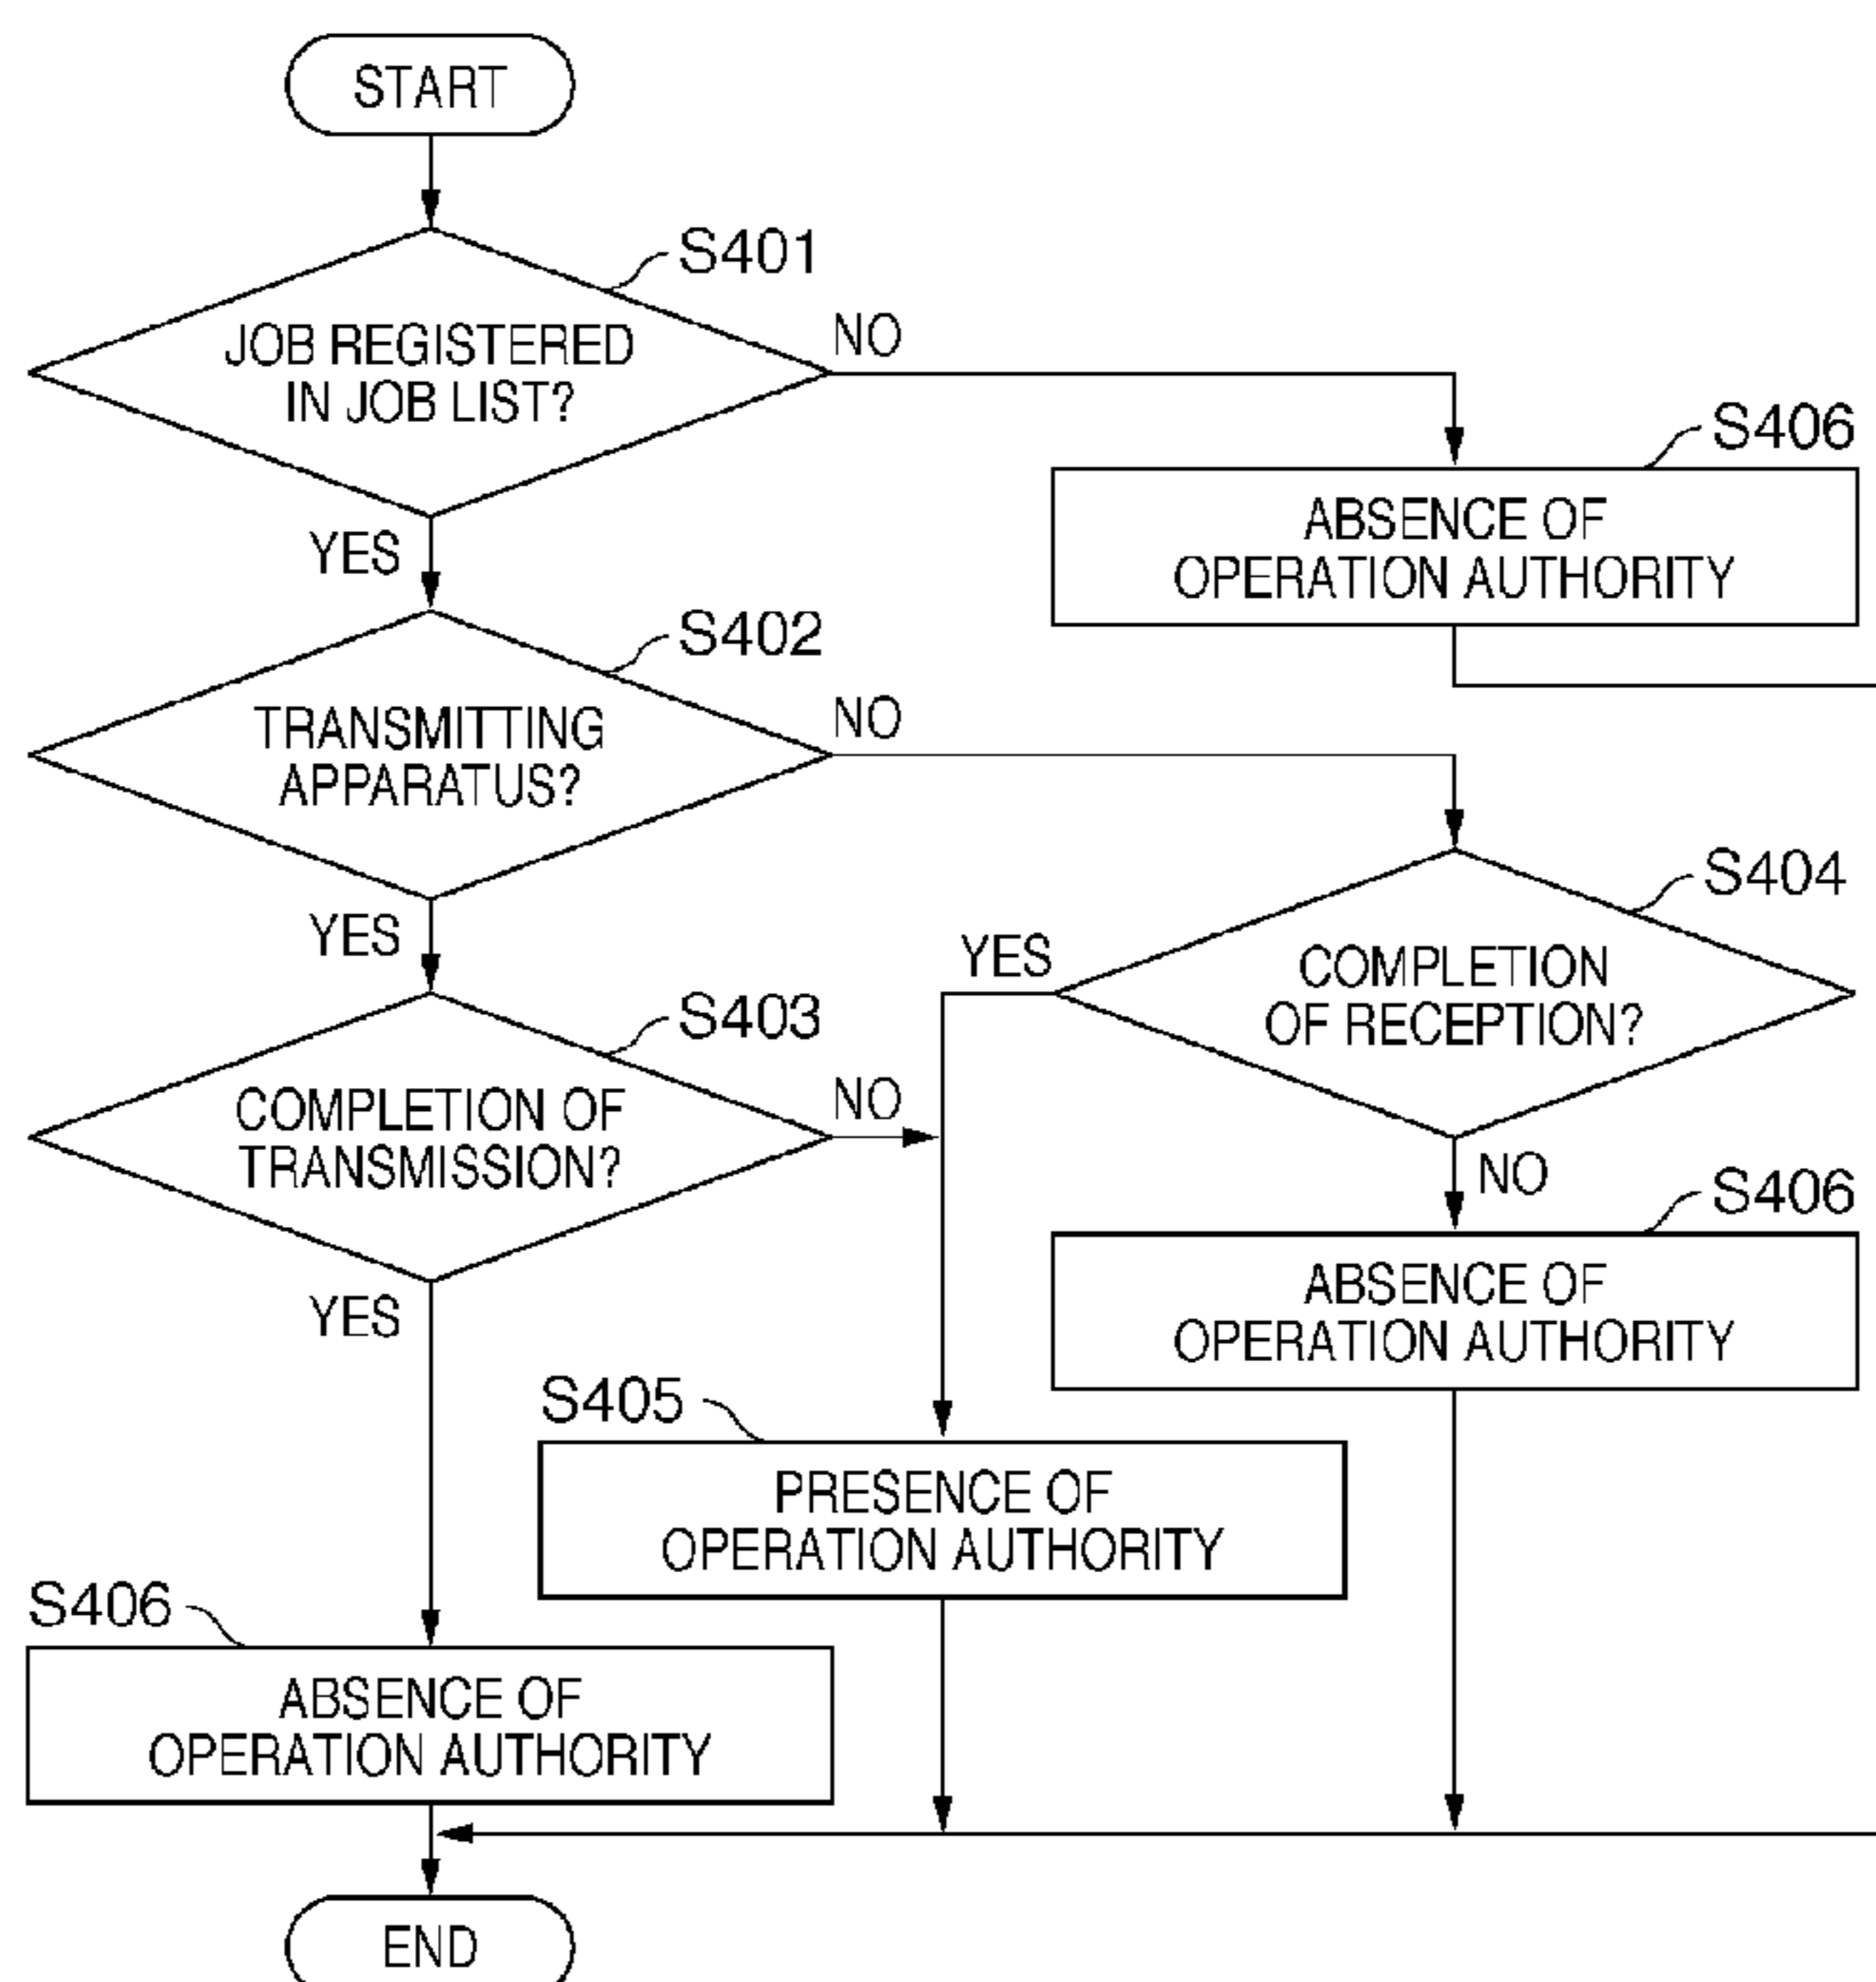 START
S401
JOB REGISTERED
IN JOB LIST?
NO
YES
S406
ABSENCE OF
OPERATION AUTHORITY
S402
TRANSMITTING
APPARATUS?
NO
YES
S404
COMPLETION
OF RECEPTION?
YES
NO
S403
COMPLETION OF
TRANSMISSION?
NO
YES
S406
ABSENCE OF
OPERATION AUTHORITY
S405
PRESENCE OF
OPERATION AUTHORITY
S406
ABSENCE OF
OPERATION AUTHORITY
END